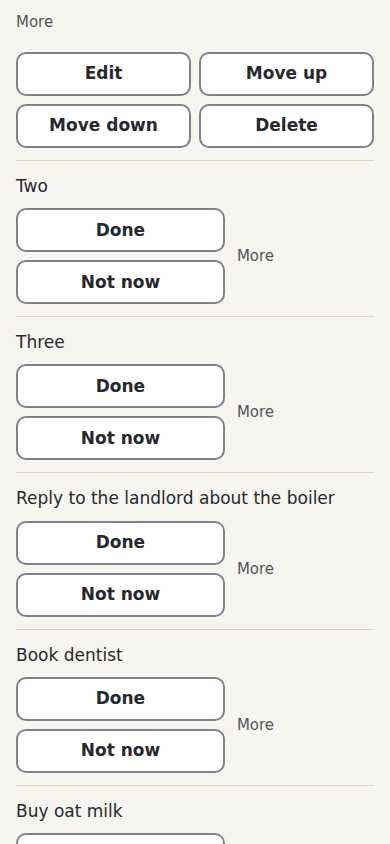 More
Edit
Move up
Move down
Delete
Two
Done
More
Not now
Three
Done
More
Not now
Reply to the landlord about the boiler
Done
More
Not now
Book dentist
Done
More
Not now
Buy oat milk